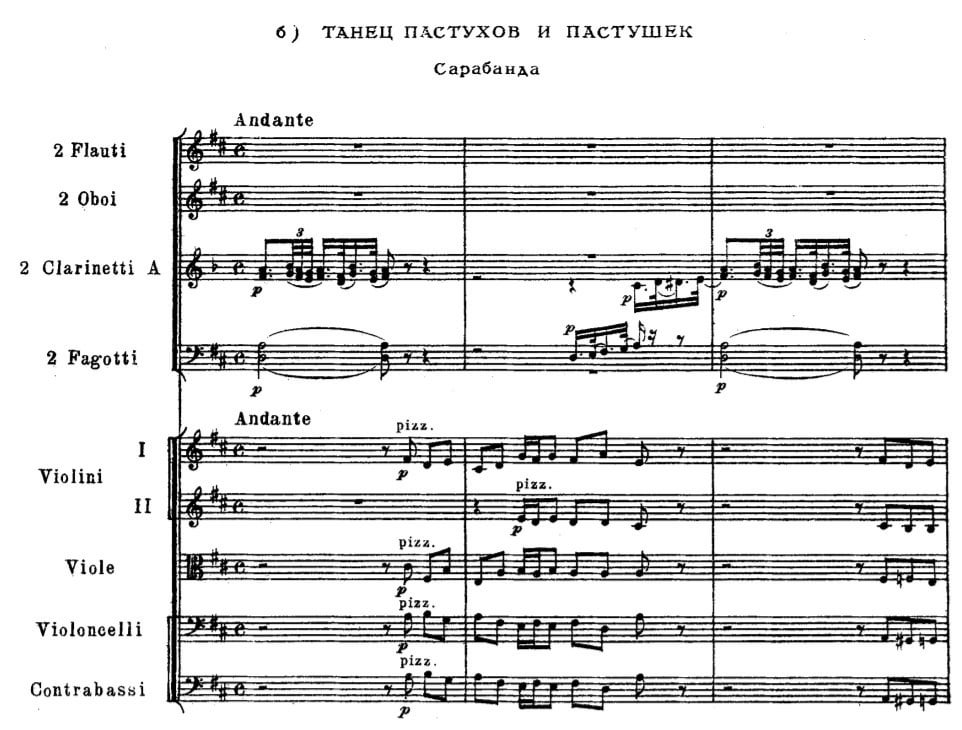 б) ТАНЕЦ ПАСТУХОВ И ПАСТУШЕК
Сарабанда
Andante
2 Flauti
2 Oboi
3 3
2 Clarinetti A
p p p
p
2 Fagotti
p p
Andante
pizz.
I
Violini
p
pizz.
II
p
pizz.
Viole
p
pizz.
Violoncelli
p
pizz.
Contrabassi
p